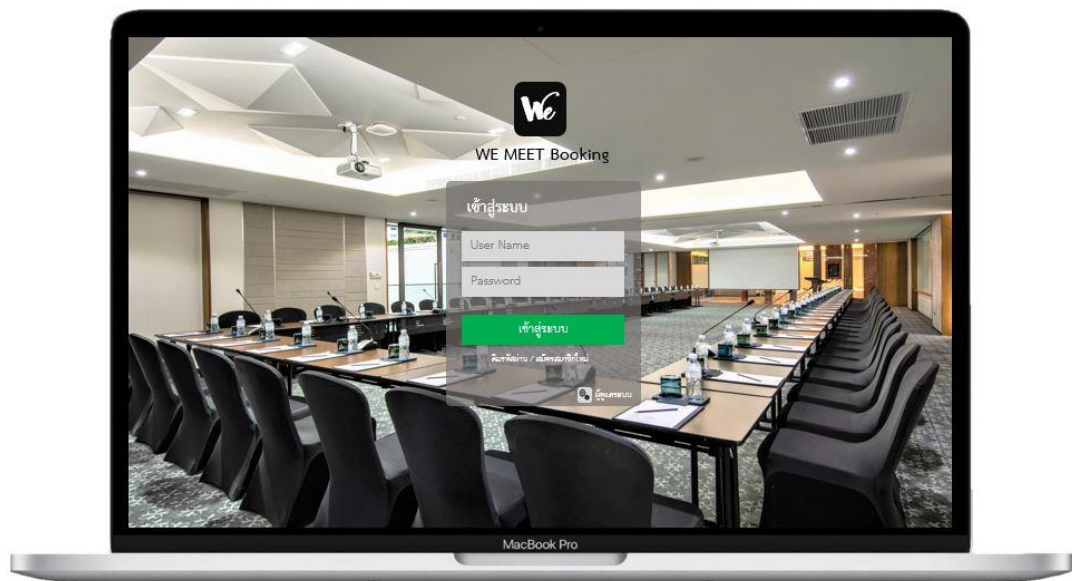 We
WE MEET Booking
เข้าสู่ระบบ
User Name
Password
เข้าสู่ระบบ
ลืมรหัสผ่าน / สมัครสมาชิกใหม่
ผู้ดูแลระบบ
MacBook Pro